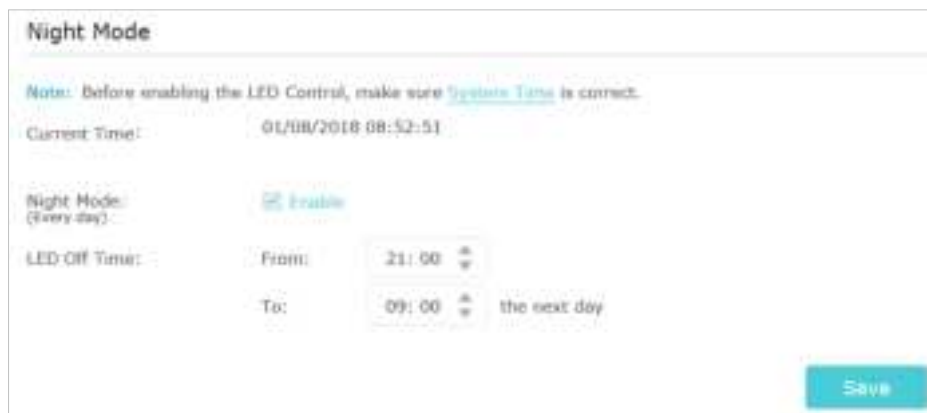 Night Mode
Note: Before enabling the LED Control, make sure System Time is correct.
Current Time: 01/08/2018 08:52:51
Night Mode: Enable
(Every day)
LED Off Time: From: 21: 00
To: 09: 00 the next day
Save